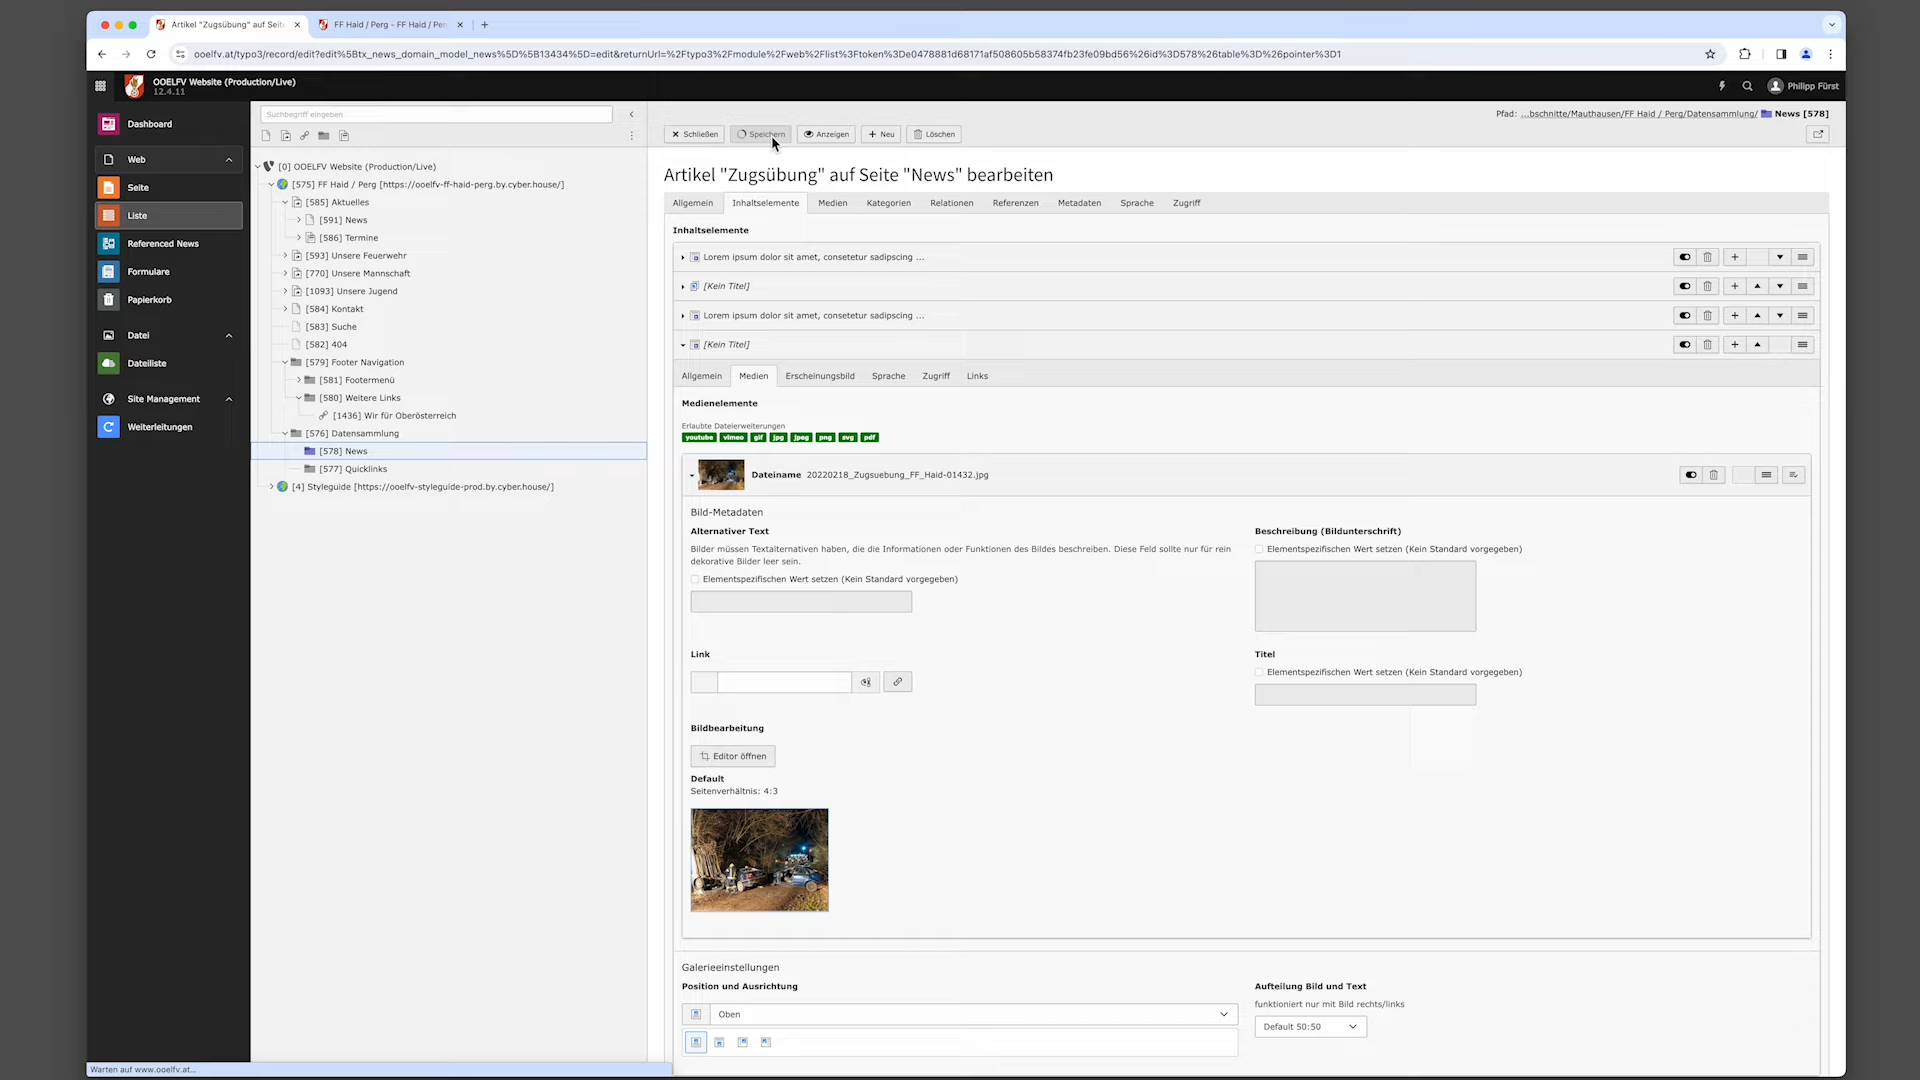 Artikel "Zugsübung" auf Seite
FF Haid / Perg - FF Haid / Per
ooelfv.at/typo3/record/edit?edit%5Btx_news_domain_model_news%5D%5B13434%5D=edit&returnUrl=%2Ftypo3%2Fmodule%2Fweb%2Flist%3Ftoken%3De0478881d68171af508605b58374fb23fe09bd56%26id%3D578%26table%3D%26pointer%3D1
OOELFV Website (Production/Live)
12.4.11
Philipp Fürst
Dashboard
Web
Seite
Liste
Referenced News
Formulare
Papierkorb
Datei
Dateiliste
Site Management
Weiterleitungen
Suchbegriff eingeben
[0] OOELFV Website (Production/Live)
[575] FF Haid / Perg [https://ooelfv-ff-haid-perg.by.cyber.house/]
[585] Aktuelles
[591] News
[586] Termine
[593] Unsere Feuerwehr
[770] Unsere Mannschaft
[1093] Unsere Jugend
[584] Kontakt
[583] Suche
[582] 404
[579] Footer Navigation
[581] Footermenü
[580] Weitere Links
[1436] Wir für Oberösterreich
[576] Datensammlung
[578] News
[577] Quicklinks
[4] Styleguide [https://ooelfv-styleguide-prod.by.cyber.house/]
Pfad: ...bschnitte/Mauthausen/FF Haid / Perg/Datensammlung/ News [578]
Schließen Speichern Anzeigen Neu Löschen
Artikel "Zugsübung" auf Seite "News" bearbeiten
Allgemein Inhaltselemente Medien Kategorien Relationen Referenzen Metadaten Sprache Zugriff
Inhaltselemente
Lorem ipsum dolor sit amet, consetetur sadipscing ...
[Kein Titel]
Lorem ipsum dolor sit amet, consetetur sadipscing ...
[Kein Titel]
Allgemein Medien Erscheinungsbild Sprache Zugriff Links
Medienelemente
Erlaubte Dateierweiterungen
youtube vimeo gif jpg jpeg png svg pdf
Dateiname 20220218_Zugsuebung_FF_Haid-01432.jpg
Bild-Metadaten
Alternativer Text
Bilder müssen Textalternativen haben, die die Informationen oder Funktionen des Bildes beschreiben. Diese Feld sollte nur für rein
dekorative Bilder leer sein.
Elementspezifischen Wert setzen (Kein Standard vorgegeben)
Beschreibung (Bildunterschrift)
Elementspezifischen Wert setzen (Kein Standard vorgegeben)
Link
Titel
Elementspezifischen Wert setzen (Kein Standard vorgegeben)
Bildbearbeitung
Editor öffnen
Default
Seitenverhältnis: 4:3
Galerieeinstellungen
Position und Ausrichtung
Oben
Aufteilung Bild und Text
funktioniert nur mit Bild rechts/links
Default 50:50
Warten auf www.ooelfv.at...